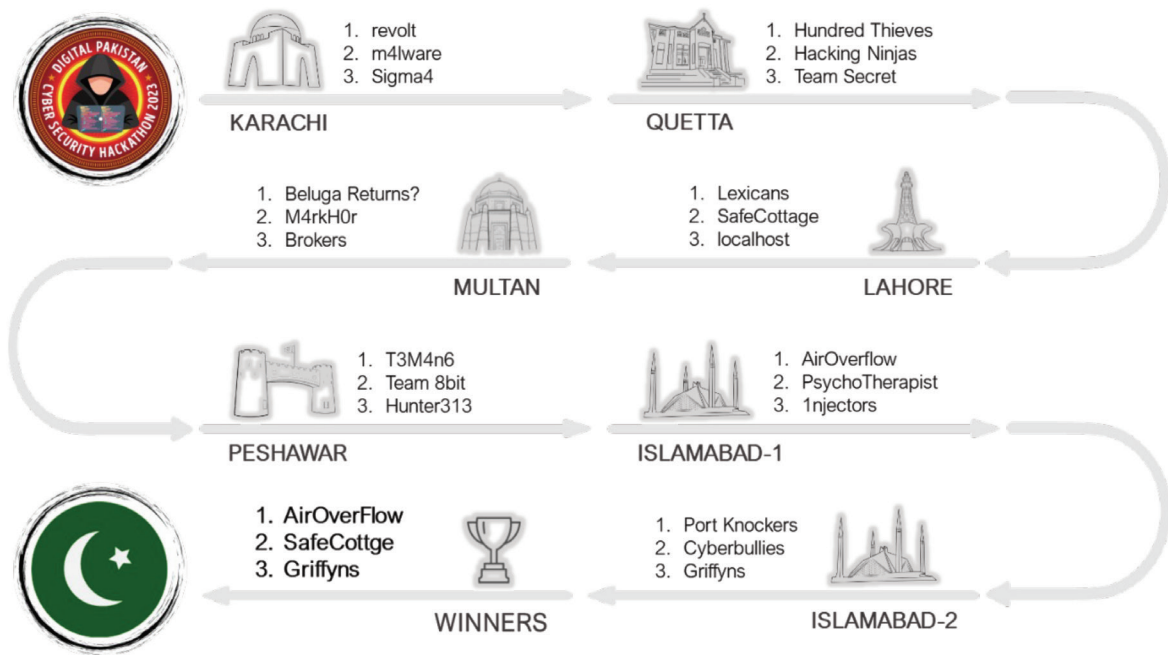 DIGITAL PAKISTAN
CYBER SECURITY HACKATHON 2023
1. revolt
2. m4lware
3. Sigma4
KARACHI
1. Hundred Thieves
2. Hacking Ninjas
3. Team Secret
QUETTA
1. Lexicans
2. SafeCottage
3. localhost
LAHORE
1. Beluga Returns?
2. M4rkH0r
3. Brokers
MULTAN
1. T3M4n6
2. Team 8bit
3. Hunter313
PESHAWAR
1. AirOverflow
2. PsychoTherapist
3. 1njectors
ISLAMABAD-1
1. Port Knockers
2. Cyberbullies
3. Griffyns
ISLAMABAD-2
1. AirOverFlow
2. SafeCottge
3. Griffyns
WINNERS